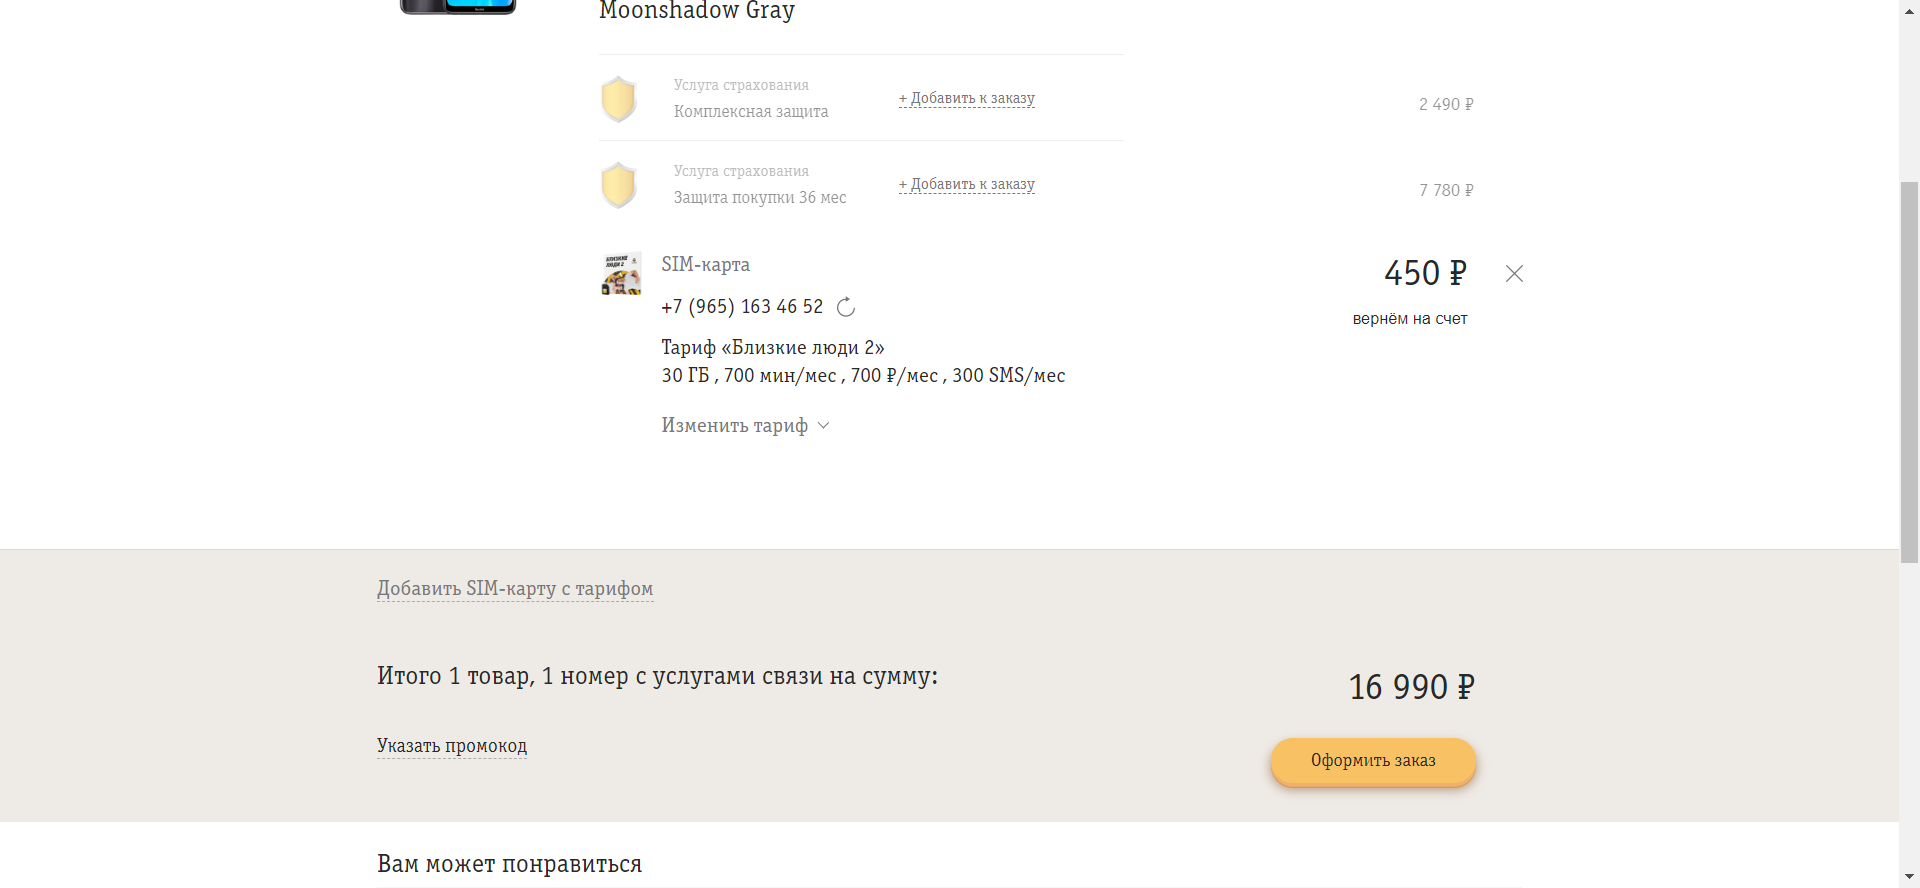 Moonshadow Gray
Услуга страхования
Комплексная защита
+ Добавить к заказу
2 490 ₽
Услуга страхования
Защита покупки 36 мес
+ Добавить к заказу
7 780 ₽
БЛИЗКИЕ
ЛЮДИ 2
SIM-карта
450 ₽
+7 (965) 163 46 52
вернём на счет
Тариф «Близкие люди 2»
30 ГБ , 700 мин/мес , 700 ₽/мес , 300 SMS/мес
Изменить тариф
Добавить SIM-карту с тарифом
Итого 1 товар, 1 номер с услугами связи на сумму:
16 990 ₽
Указать промокод
Оформить заказ
Вам может понравиться